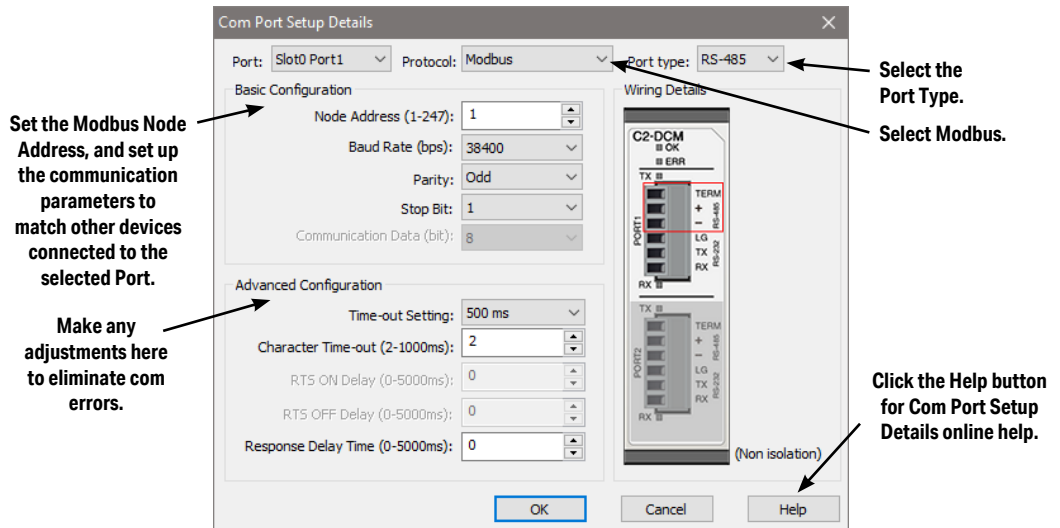 Com Port Setup Details
Port: Slot0 Port1 Protocol: Modbus Port type: RS-485
Basic Configuration
Node Address (1-247): 1
Baud Rate (bps): 38400
Parity: Odd
Stop Bit: 1
Communication Data (bit): 8
Advanced Configuration
Time-out Setting: 500 ms
Character Time-out (2-1000ms): 2
RTS ON Delay (0-5000ms): 0
RTS OFF Delay (0-5000ms): 0
Response Delay Time (0-5000ms): 0
Wiring Details
C2-DCM
OK
ERR
TX
TERM
+
−
RS-485
PORT1
LG
TX
RX
RS-232
RX
TX
TERM
+
−
RS-485
PORT2
LG
TX
RX
RS-232
RX
(Non isolation)
OK Cancel Help
Set the Modbus Node
Address, and set up
the communication
parameters to
match other devices
connected to the
selected Port.
Make any
adjustments here
to eliminate com
errors.
Select the
Port Type.
Select Modbus.
Click the Help button
for Com Port Setup
Details online help.